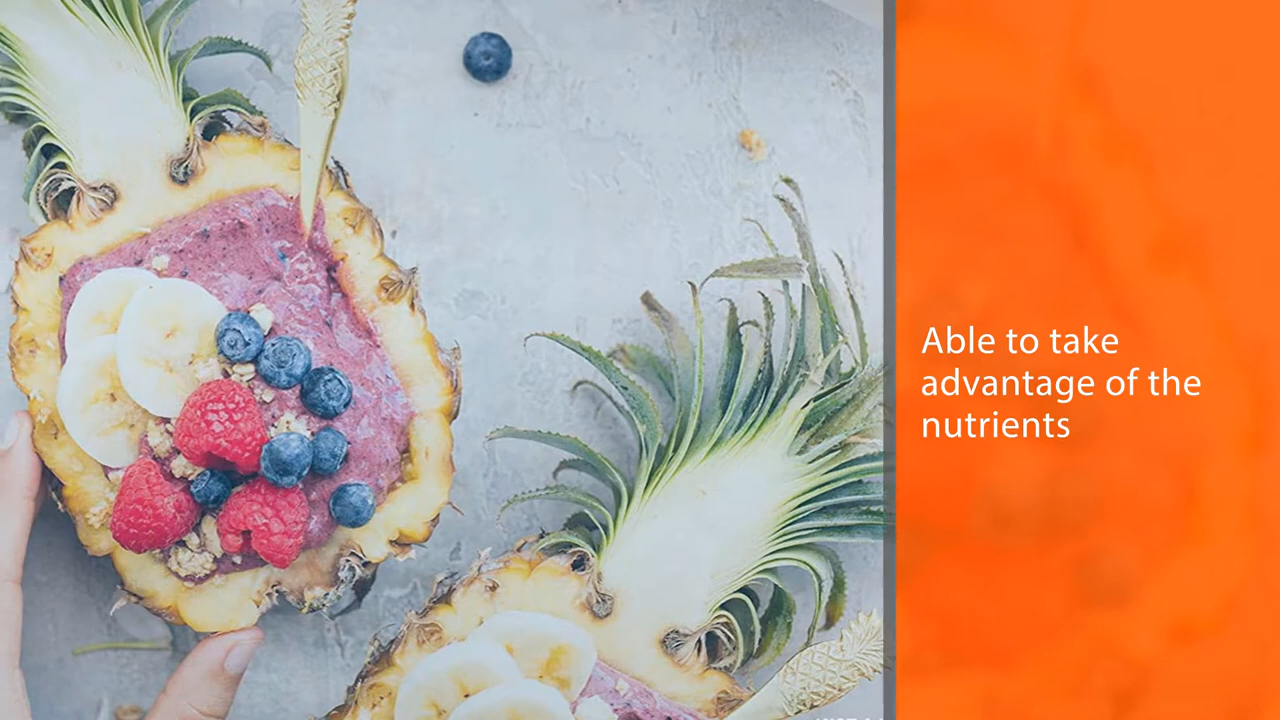 Able to take
advantage of the
nutrients